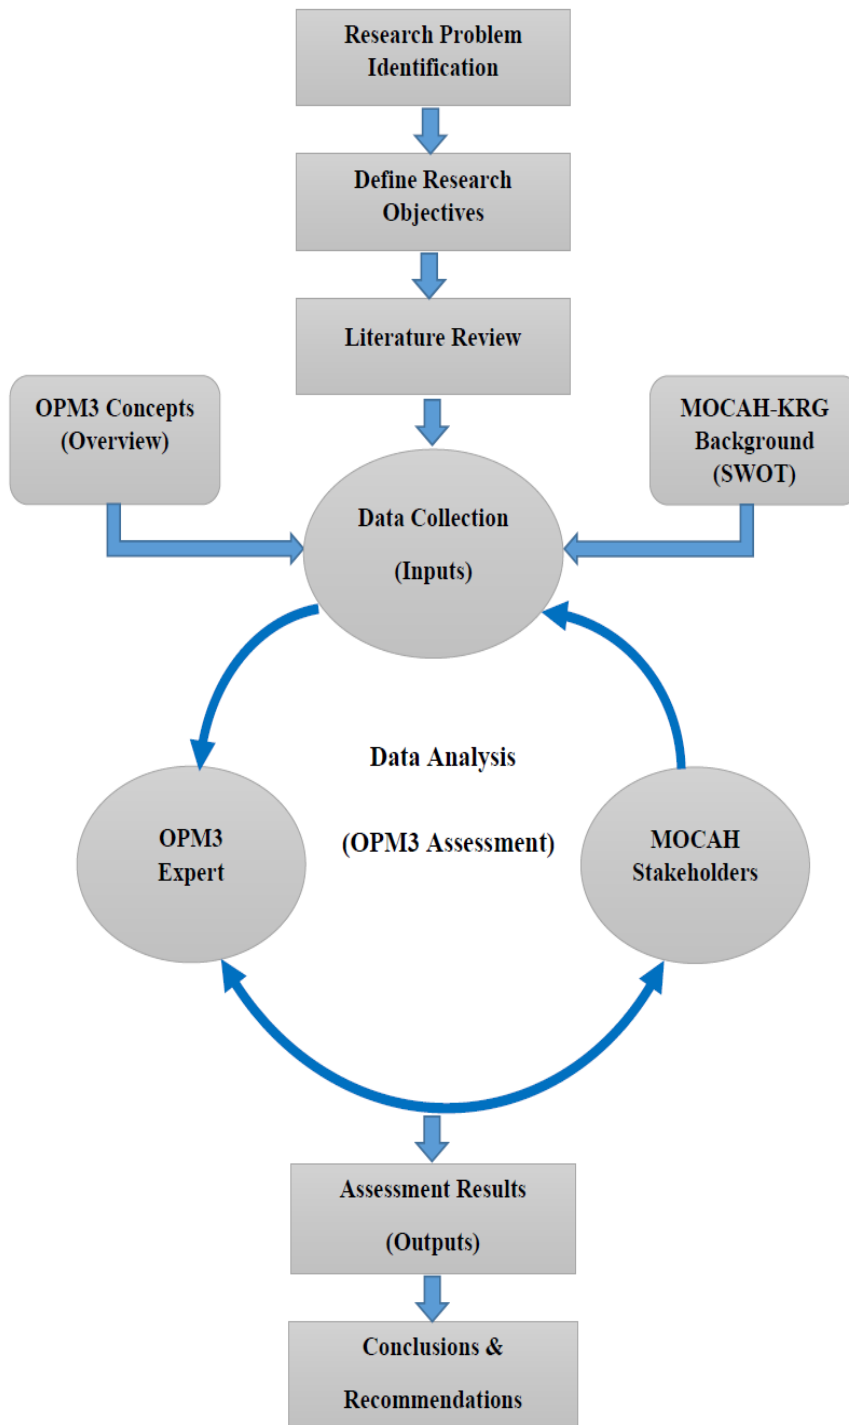 Research Problem
Identification
Define Research
Objectives
Literature Review
OPM3 Concepts
(Overview)
MOCAH-KRG
Background
(SWOT)
Data Collection
(Inputs)
Data Analysis
(OPM3 Assessment)
OPM3
Expert
MOCAH
Stakeholders
Assessment Results
(Outputs)
Conclusions &
Recommendations